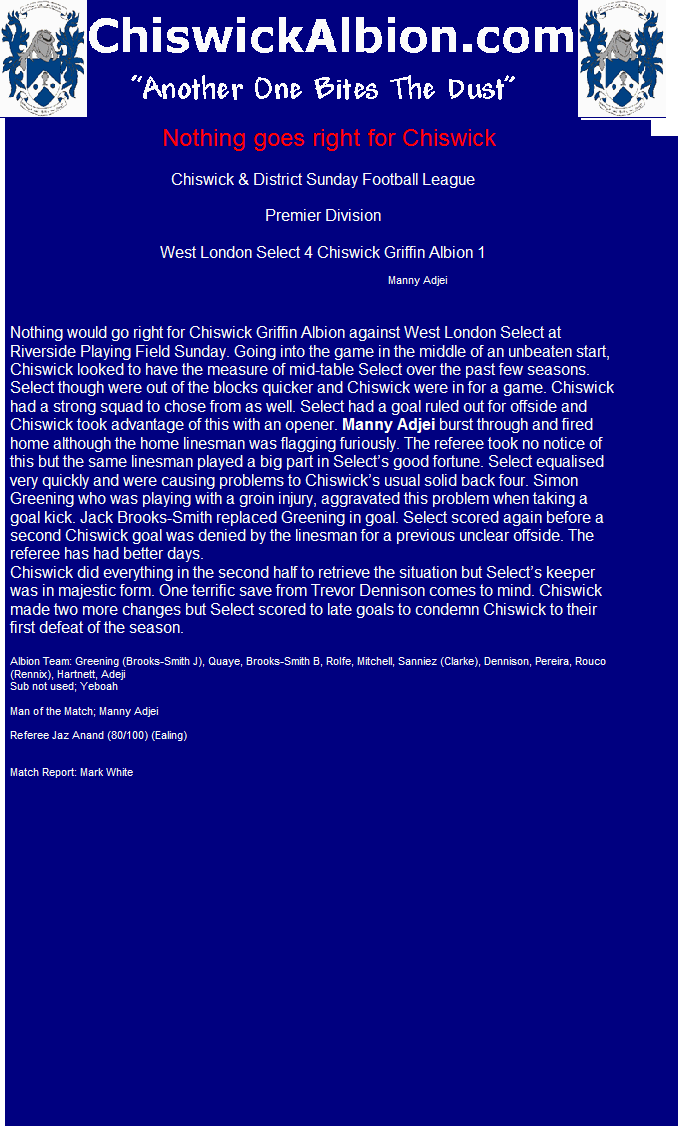 ChiswickAlbion.com
"Another One Bites The Dust"
Nothing goes right for Chiswick
Chiswick & District Sunday Football League
Premier Division
West London Select 4 Chiswick Griffin Albion 1
Manny Adjei
Nothing would go right for Chiswick Griffin Albion against West London Select at
Riverside Playing Field Sunday. Going into the game in the middle of an unbeaten start,
Chiswick looked to have the measure of mid-table Select over the past few seasons.
Select though were out of the blocks quicker and Chiswick were in for a game. Chiswick
had a strong squad to chose from as well. Select had a goal ruled out for offside and
Chiswick took advantage of this with an opener. Manny Adjei burst through and fired
home although the home linesman was flagging furiously. The referee took no notice of
this but the same linesman played a big part in Select's good fortune. Select equalised
very quickly and were causing problems to Chiswick's usual solid back four. Simon
Greening who was playing with a groin injury, aggravated this problem when taking a
goal kick. Jack Brooks-Smith replaced Greening in goal. Select scored again before a
second Chiswick goal was denied by the linesman for a previous unclear offside. The
referee has had better days.
Chiswick did everything in the second half to retrieve the situation but Select's keeper
was in majestic form. One terrific save from Trevor Dennison comes to mind. Chiswick
made two more changes but Select scored to late goals to condemn Chiswick to their
first defeat of the season.
Albion Team: Greening (Brooks-Smith J), Quaye, Brooks-Smith B, Rolfe, Mitchell, Sanniez (Clarke), Dennison, Pereira, Rouco
(Rennix), Hartnett, Adeji
Sub not used; Yeboah
Man of the Match; Manny Adjei
Referee Jaz Anand (80/100) (Ealing)
Match Report: Mark White